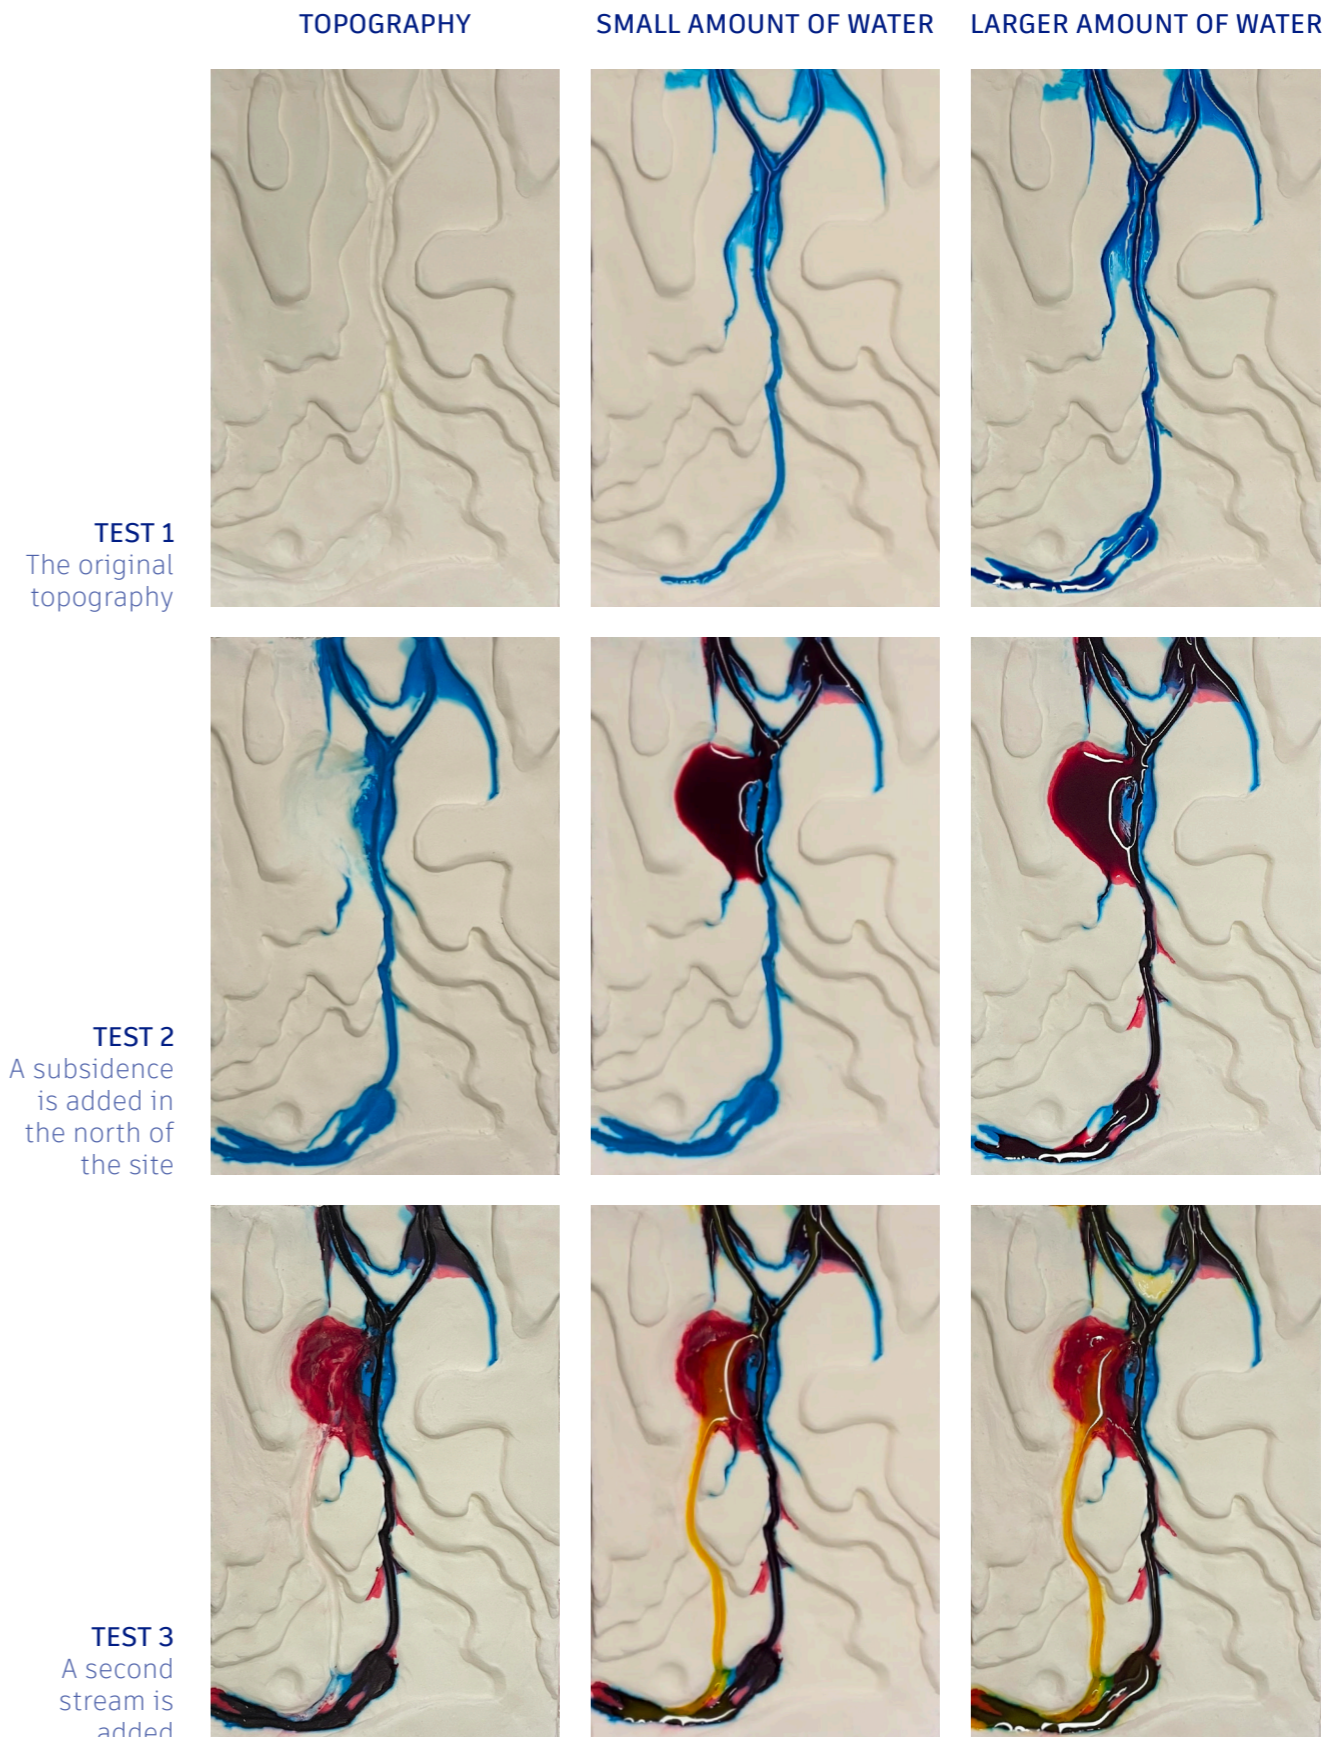 TOPOGRAPHY
SMALL AMOUNT OF WATER
LARGER AMOUNT OF WATER
TEST 1
The original
topography
TEST 2
A subsidence
is added in
the north of
the site
TEST 3
A second
stream is
added